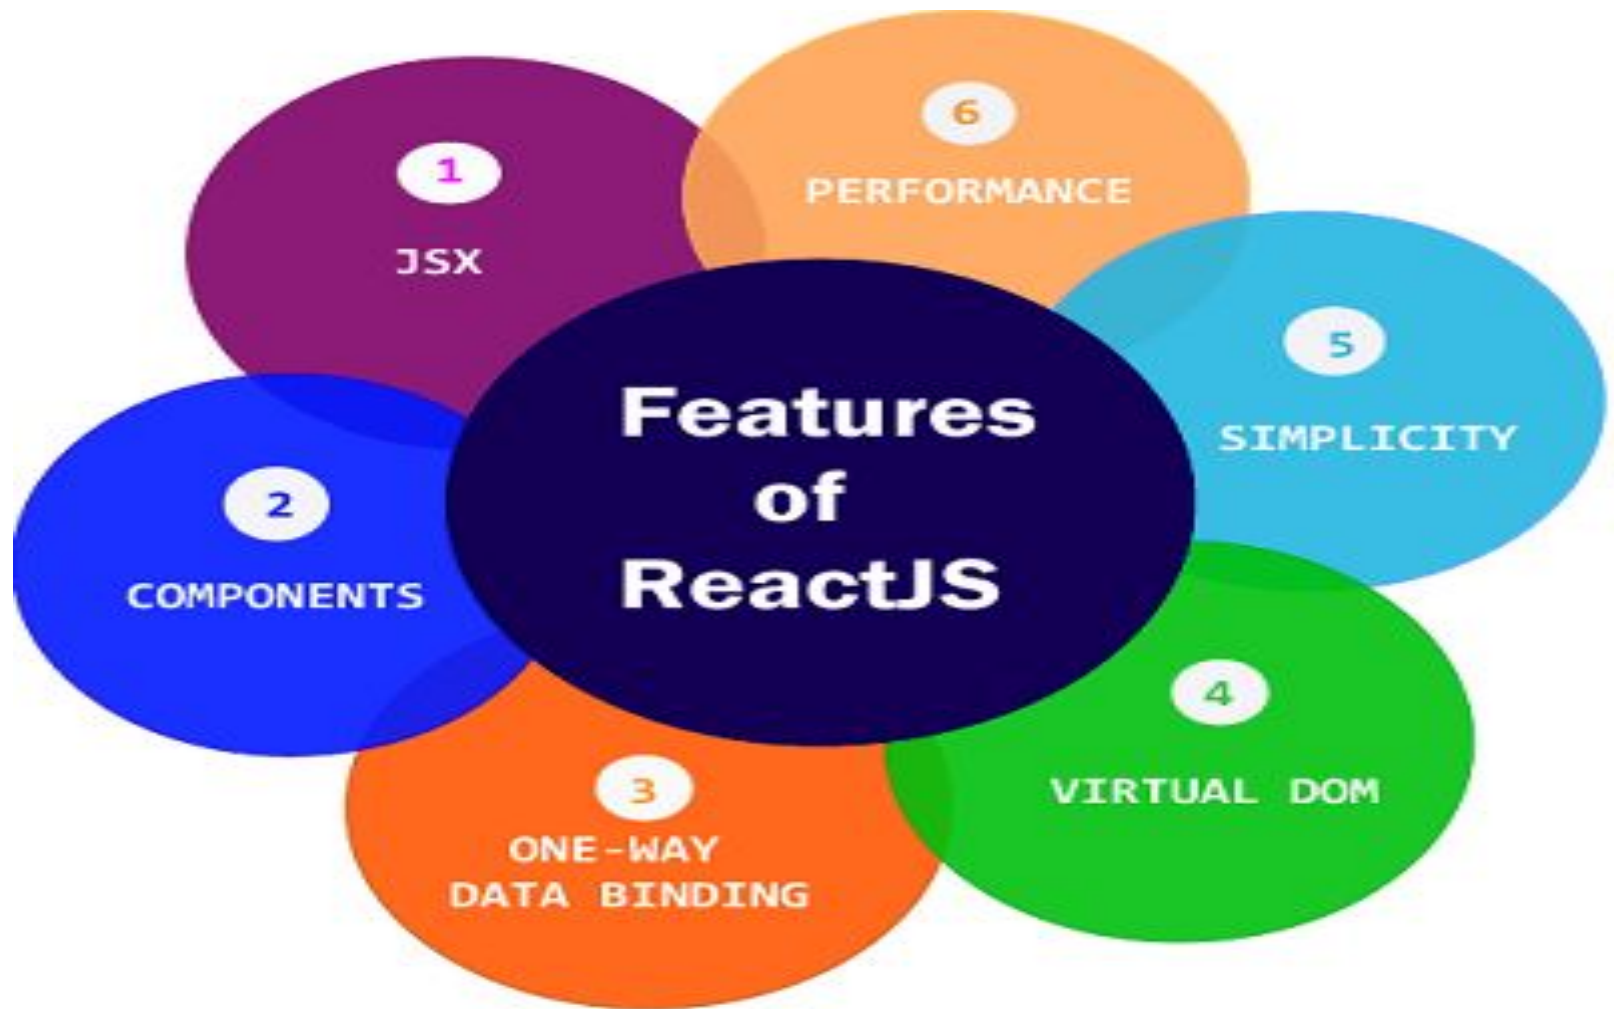 Features
of
ReactJS
1
JSX
2
COMPONENTS
3
ONE-WAY
DATA BINDING
4
VIRTUAL DOM
5
SIMPLICITY
6
PERFORMANCE